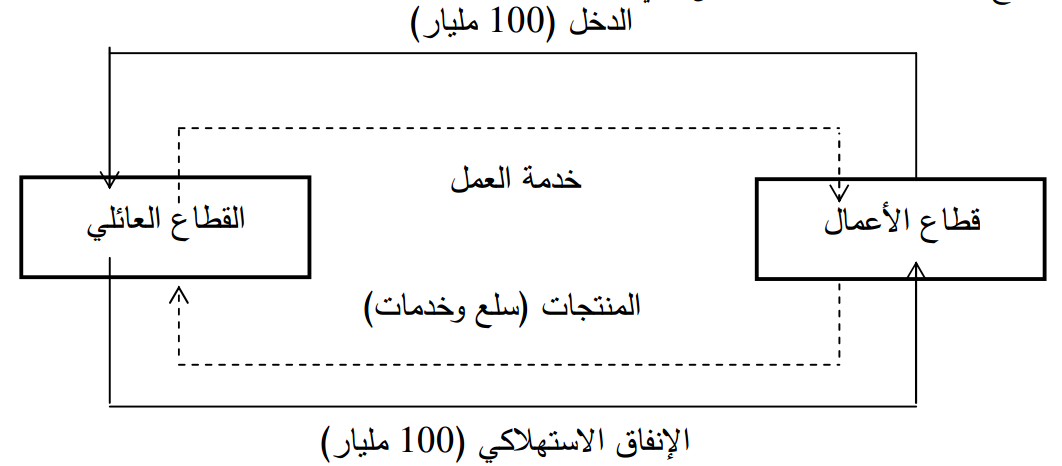 الدخل (100 مليار)
خدمة العمل
قطاع الأعمال
القطاع العائلي
المنتجات (سلع وخدمات)
الإنفاق الاستهلاكي (100 مليار)